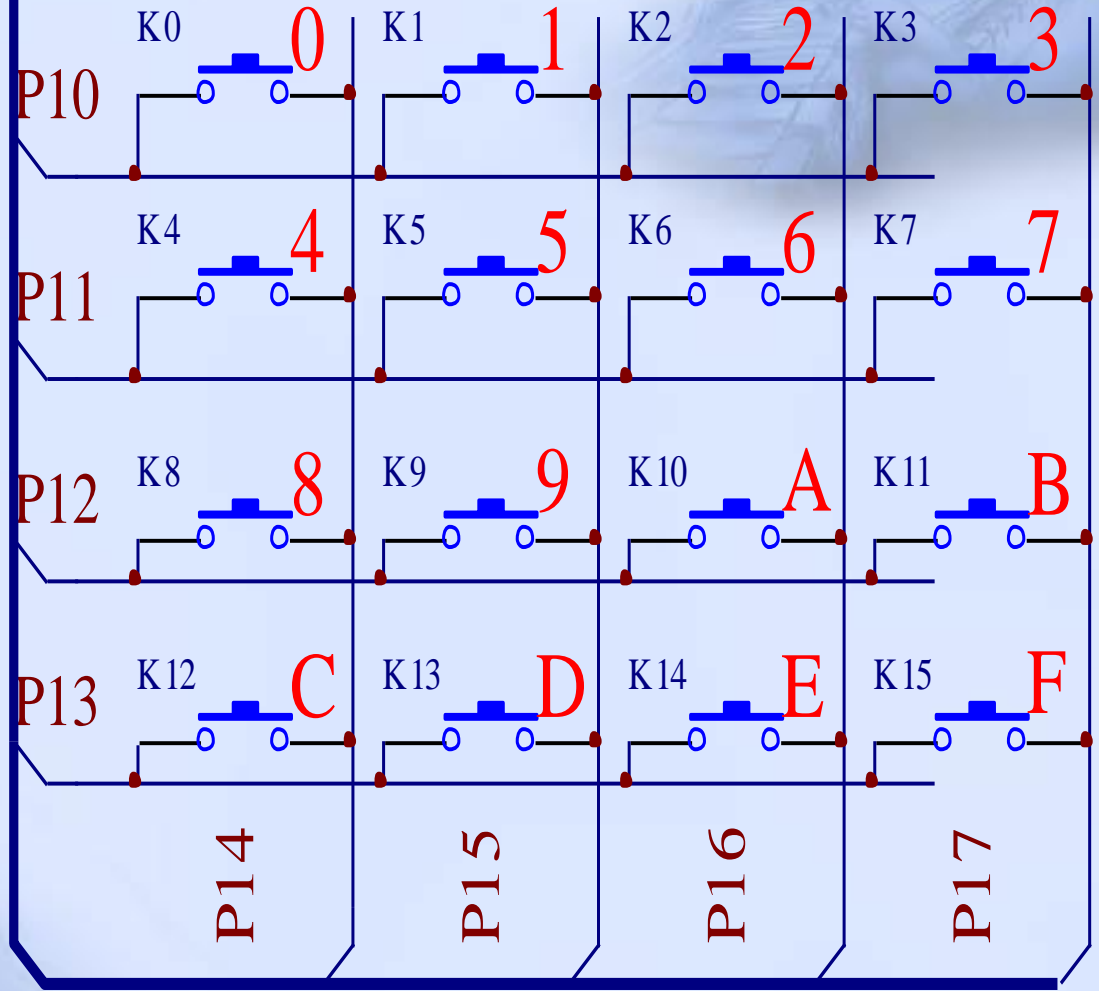 K0 0 K1 1 K2 2 K3 3
P10
K4 4 K5 5 K6 6 K7 7
P11
K8 8 K9 9 K10 A K11 B
P12
K12 C K13 D K14 E K15 F
P13
P14 P15 P16 P17